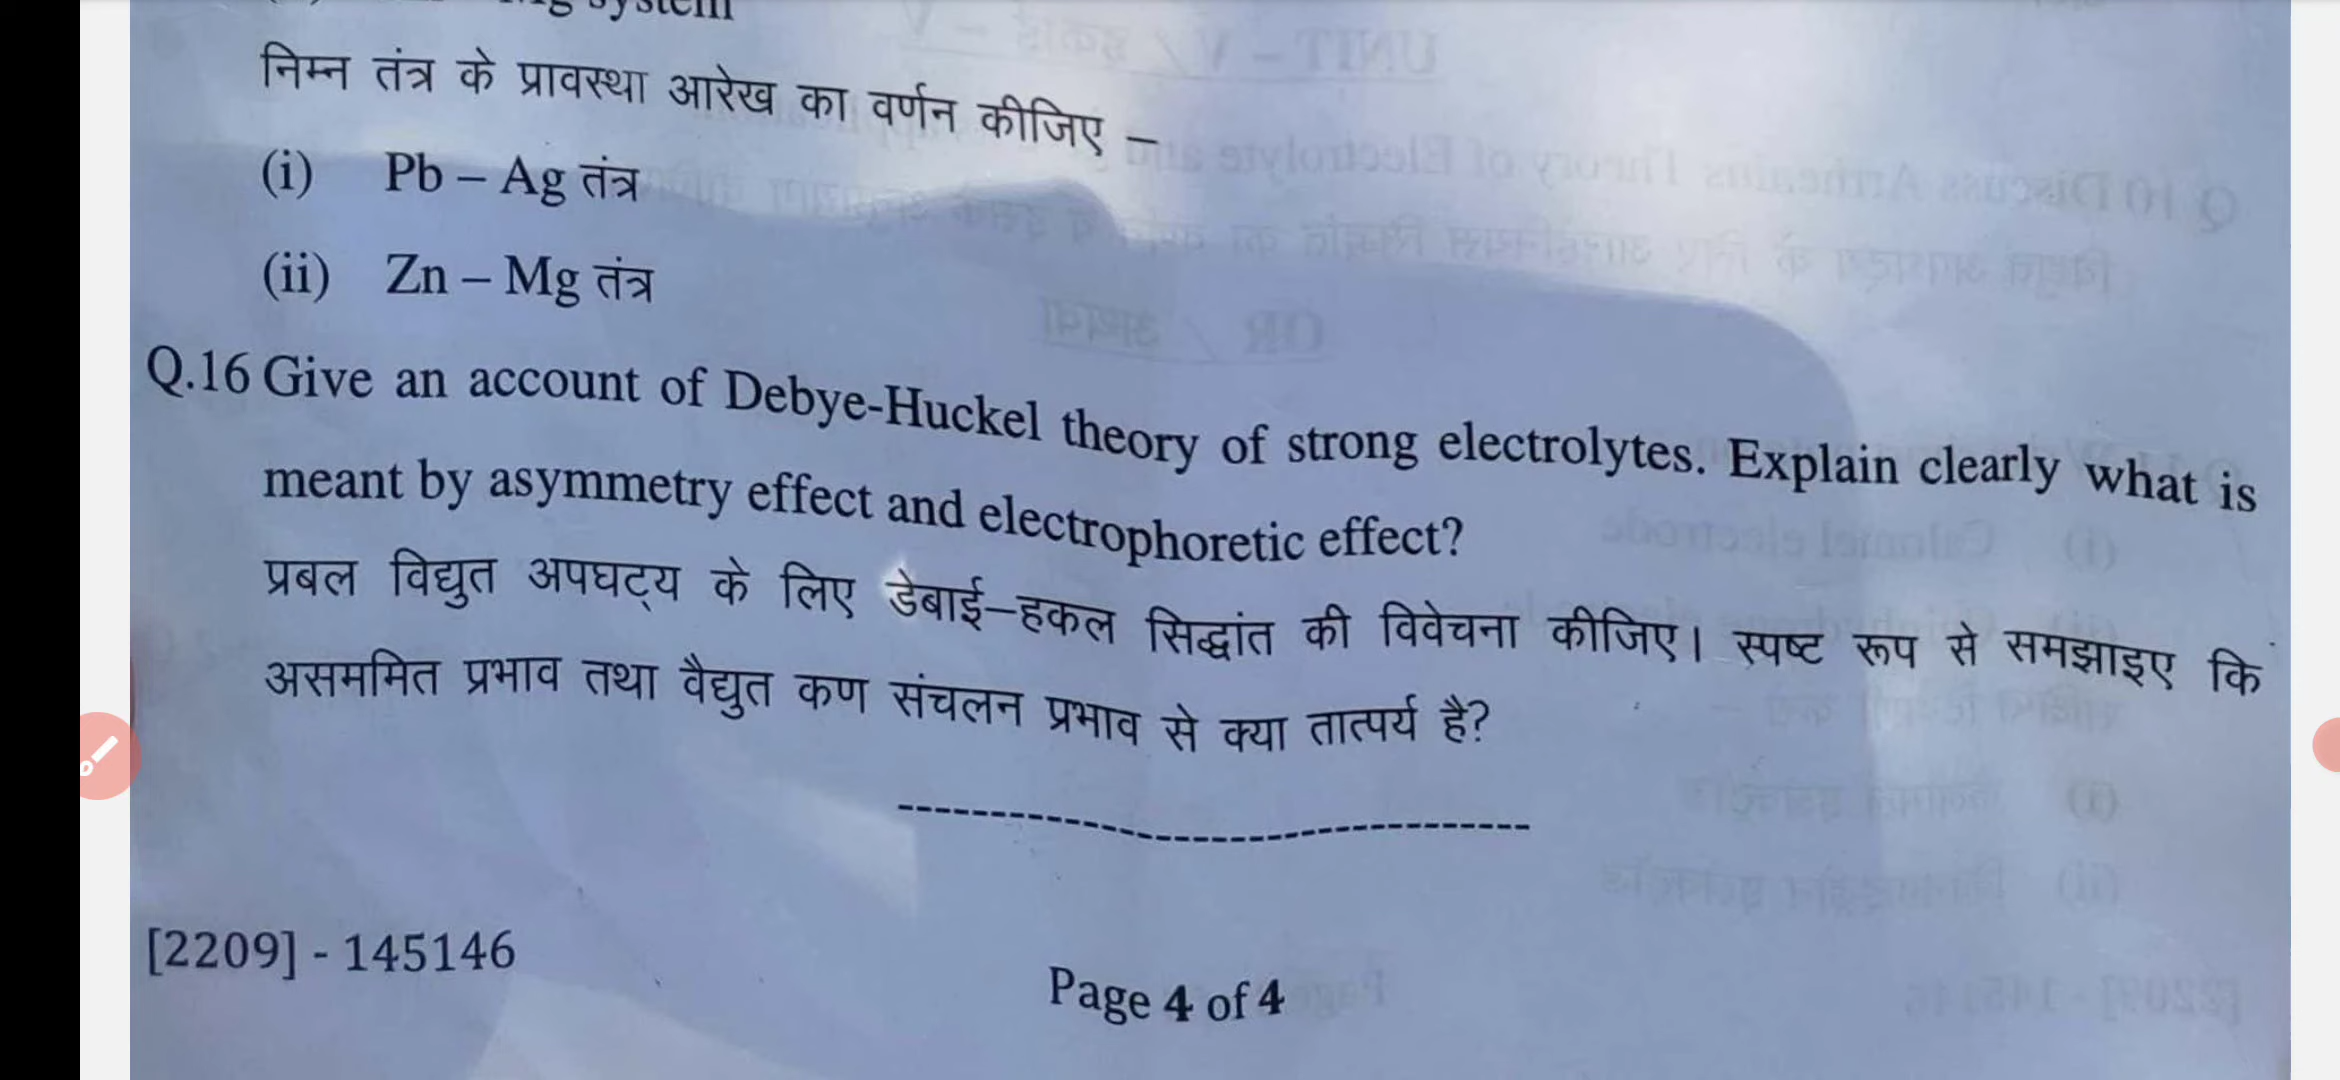 system
निम्न तंत्र के प्रावस्था आरेख का वर्णन कीजिए –
(i) Pb – Ag तंत्र
(ii) Zn – Mg तंत्र
Q.16 Give an account of Debye-Huckel theory of strong electrolytes. Explain clearly what is
meant by asymmetry effect and electrophoretic effect?
प्रबल विद्युत अपघट्य के लिए डेबाई–हकल सिद्धांत की विवेचना कीजिए। स्पष्ट रूप से समझाइए कि
असममित प्रभाव तथा वैद्युत कण संचलन प्रभाव से क्या तात्पर्य है?
[2209] - 145146
Page 4 of 4